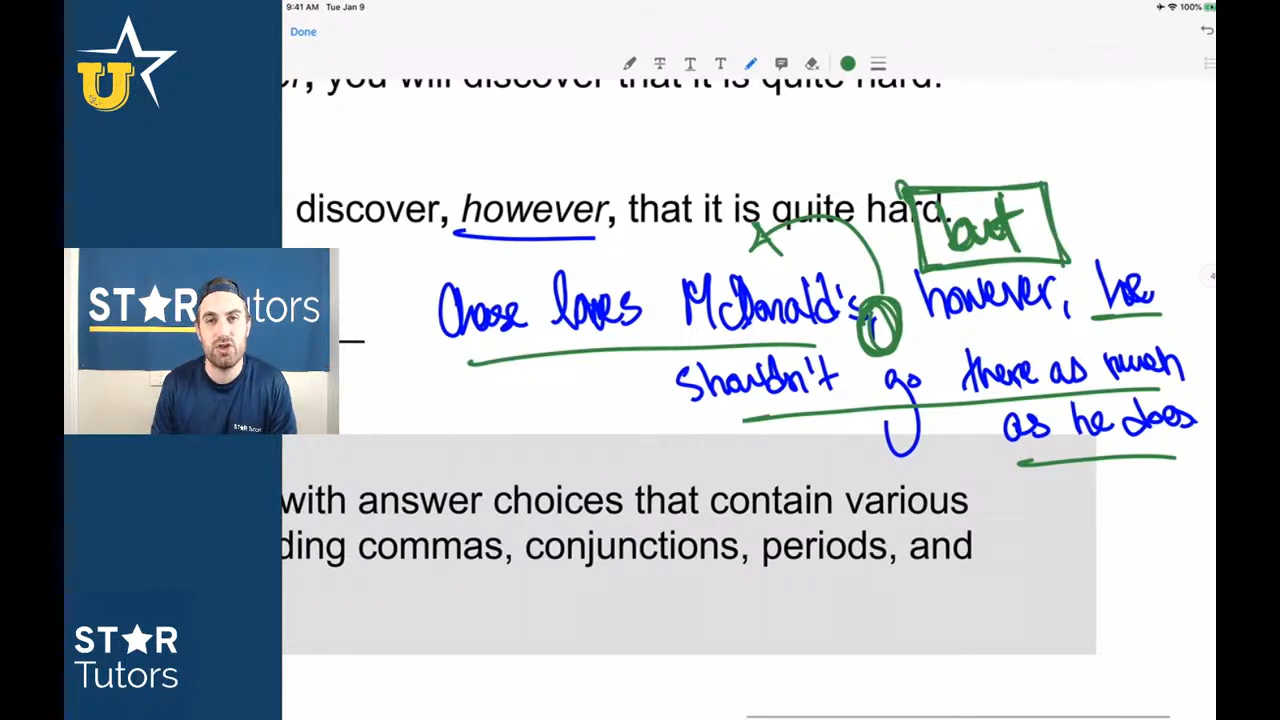 9:41 AM Tue Jan 9
100%
Done
U
T T T
, you will discover that it is quite hard.
discover, however, that it is quite hard.
but
Chase loves McDonald's, however, he
shouldn't go there as much
as he does
STAR Tutors
STAR Tutors
with answer choices that contain various
ding commas, conjunctions, periods, and
STAR
Tutors